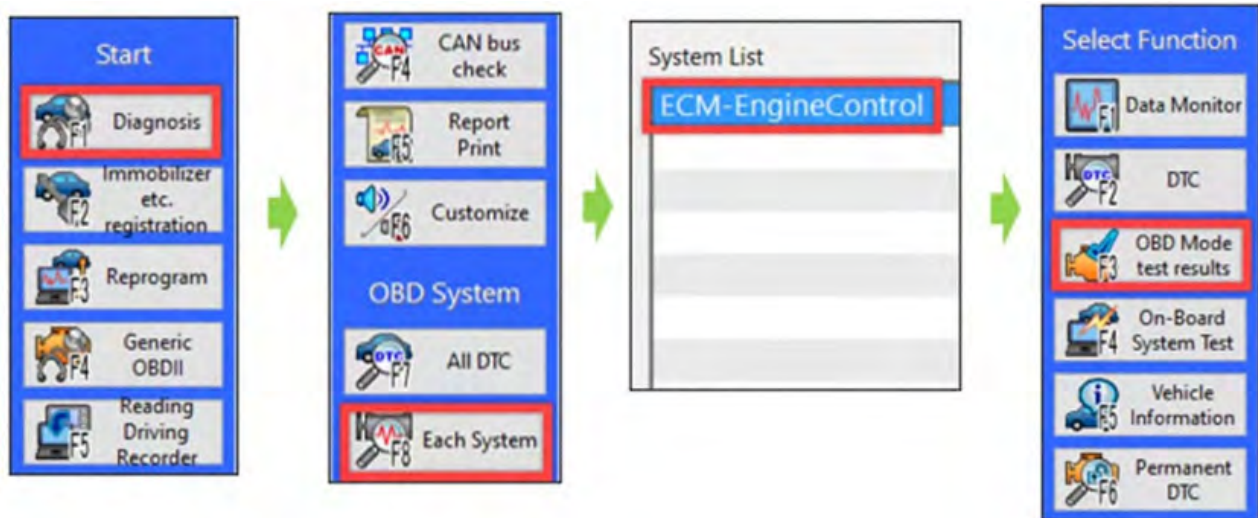 Start
F1
Diagnosis
F2
Immobilizer
etc.
registration
F3
Reprogram
F4
Generic
OBDII
F5
Reading
Driving
Recorder
CAN
F4
CAN bus
check
F5
Report
Print
F6
Customize
OBD System
DTC
F7
All DTC
F8
Each System
System List
ECM-EngineControl
Select Function
F1
Data Monitor
DTC
F2
DTC
F3
OBD Mode
test results
F4
On-Board
System Test
F5
Vehicle
Information
F6
Permanent
DTC